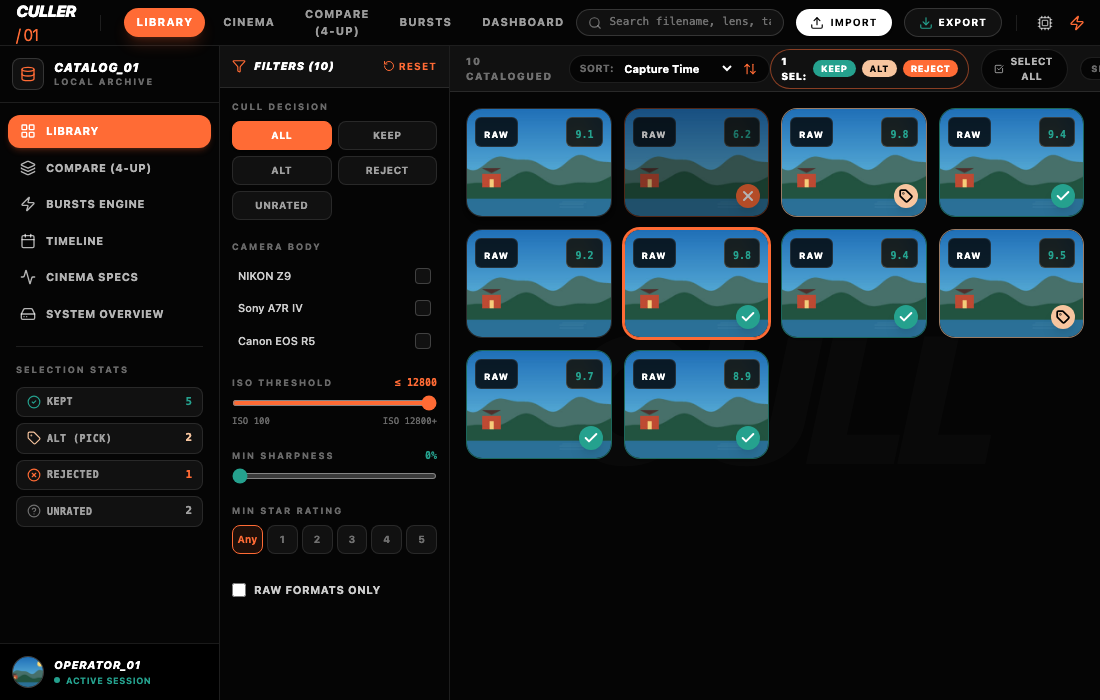 CULLER
/ 01
LIBRARY
CINEMA
COMPARE
(4-UP)
BURSTS
DASHBOARD
Search filename, lens,
IMPORT
EXPORT
CATALOG_01
LOCAL ARCHIVE
LIBRARY
COMPARE (4-UP)
BURSTS ENGINE
TIMELINE
CINEMA SPECS
SYSTEM OVERVIEW
SELECTION STATS
KEPT 5
ALT (PICK) 2
REJECTED 1
UNRATED 2
OPERATOR_01
ACTIVE SESSION
FILTERS (10)
RESET
CULL DECISION
ALL
KEEP
ALT
REJECT
UNRATED
CAMERA BODY
NIKON Z9
Sony A7R IV
Canon EOS R5
ISO THRESHOLD ≤ 12800
ISO 100 ISO 12800+
MIN SHARPNESS 0%
MIN STAR RATING
Any 1 2 3 4 5
RAW FORMATS ONLY
10
CATALOGUED
SORT: Capture Time
1
SEL:
KEEP
ALT
REJECT
SELECT
ALL
RAW 9.1
RAW 6.2
RAW 9.8
RAW 9.4
RAW 9.2
RAW 9.8
RAW 9.4
RAW 9.5
RAW 9.7
RAW 8.9